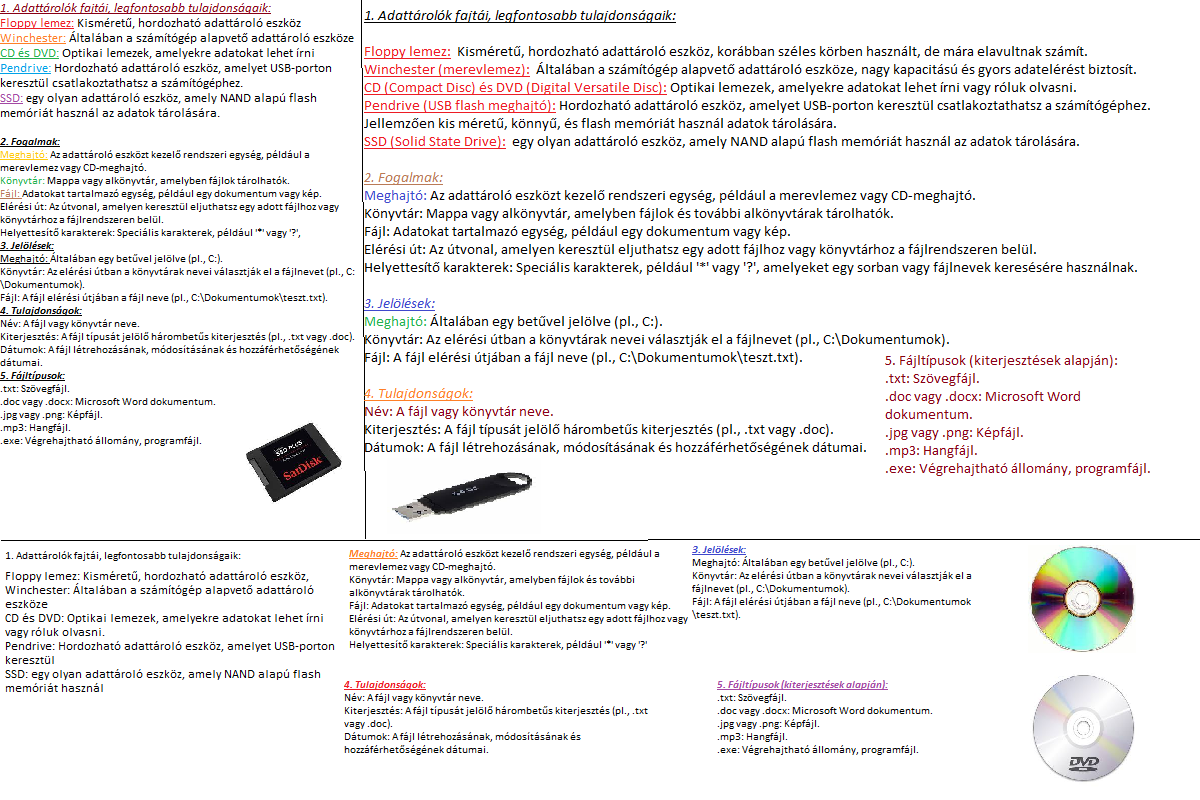 1. Adattárolók fajtái, legfontosabb tulajdonságaik:
Floppy lemez: Kisméretű, hordozható adattároló eszköz
Winchester: Általában a számítógép alapvető adattároló eszköze
CD és DVD: Optikai lemezek, amelyekre adatokat lehet írni
Pendrive: Hordozható adattároló eszköz, amelyet USB-porton
keresztül csatlakoztathatsz a számítógéphez.
SSD: egy olyan adattároló eszköz, amely NAND alapú flash
memóriát használ az adatok tárolására.
2. Fogalmak:
Meghajtó: Az adattároló eszközt kezelő rendszeri egység, például a
merevlemez vagy CD-meghajtó.
Könyvtár: Mappa vagy alkönyvtár, amelyben fájlok tárolhatók.
Fájl: Adatokat tartalmazó egység, például egy dokumentum vagy kép.
Elérési út: Az útvonal, amelyen keresztül eljuthatsz egy adott fájlhoz vagy
könyvtárhoz a fájlrendszeren belül.
Helyettesítő karakterek: Speciális karakterek, például '*' vagy '?',
3. Jelölések:
Meghajtó: Általában egy betűvel jelölve (pl., C:).
Könyvtár: Az elérési útban a könyvtárak nevei választják el a fájlnevet (pl., C:
\Dokumentumok).
Fájl: A fájl elérési útjában a fájl neve (pl., C:\Dokumentumok\teszt.txt).
4. Tulajdonságok:
Név: A fájl vagy könyvtár neve.
Kiterjesztés: A fájl típusát jelölő hárombetűs kiterjesztés (pl., .txt vagy .doc).
Dátumok: A fájl létrehozásának, módosításának és hozzáférhetőségének
dátumai.
5. Fájltípusok:
.txt: Szövegfájl.
.doc vagy .docx: Microsoft Word dokumentum.
.jpg vagy .png: Képfájl.
.mp3: Hangfájl.
.exe: Végrehajtható állomány, programfájl.
SSD PLUS
SanDisk
1. Adattárolók fajtái, legfontosabb tulajdonságaik:
Floppy lemez: Kisméretű, hordozható adattároló eszköz, korábban széles körben használt, de mára elavultnak számít.
Winchester (merevlemez): Általában a számítógép alapvető adattároló eszköze, nagy kapacitású és gyors adatelérést biztosít.
CD (Compact Disc) és DVD (Digital Versatile Disc): Optikai lemezek, amelyekre adatokat lehet írni vagy róluk olvasni.
Pendrive (USB flash meghajtó): Hordozható adattároló eszköz, amelyet USB-porton keresztül csatlakoztathatsz a számítógéphez.
Jellemzően kis méretű, könnyű, és flash memóriát használ adatok tárolására.
SSD (Solid State Drive): egy olyan adattároló eszköz, amely NAND alapú flash memóriát használ az adatok tárolására.
2. Fogalmak:
Meghajtó: Az adattároló eszközt kezelő rendszeri egység, például a merevlemez vagy CD-meghajtó.
Könyvtár: Mappa vagy alkönyvtár, amelyben fájlok és további alkönyvtárak tárolhatók.
Fájl: Adatokat tartalmazó egység, például egy dokumentum vagy kép.
Elérési út: Az útvonal, amelyen keresztül eljuthatsz egy adott fájlhoz vagy könyvtárhoz a fájlrendszeren belül.
Helyettesítő karakterek: Speciális karakterek, például '*' vagy '?', amelyeket egy sorban vagy fájlnevek keresésére használnak.
3. Jelölések:
Meghajtó: Általában egy betűvel jelölve (pl., C:).
Könyvtár: Az elérési útban a könyvtárak nevei választják el a fájlnevet (pl., C:\Dokumentumok).
Fájl: A fájl elérési útjában a fájl neve (pl., C:\Dokumentumok\teszt.txt).
4. Tulajdonságok:
Név: A fájl vagy könyvtár neve.
Kiterjesztés: A fájl típusát jelölő hárombetűs kiterjesztés (pl., .txt vagy .doc).
Dátumok: A fájl létrehozásának, módosításának és hozzáférhetőségének dátumai.
5. Fájltípusok (kiterjesztések alapján):
.txt: Szövegfájl.
.doc vagy .docx: Microsoft Word
dokumentum.
.jpg vagy .png: Képfájl.
.mp3: Hangfájl.
.exe: Végrehajtható állomány, programfájl.
1. Adattárolók fajtái, legfontosabb tulajdonságaik:
Floppy lemez: Kisméretű, hordozható adattároló eszköz,
Winchester: Általában a számítógép alapvető adattároló
eszköze
CD és DVD: Optikai lemezek, amelyekre adatokat lehet írni
vagy róluk olvasni.
Pendrive: Hordozható adattároló eszköz, amelyet USB-porton
keresztül
SSD: egy olyan adattároló eszköz, amely NAND alapú flash
memóriát használ
Meghajtó: Az adattároló eszközt kezelő rendszeri egység, például a
merevlemez vagy CD-meghajtó.
Könyvtár: Mappa vagy alkönyvtár, amelyben fájlok és további
alkönyvtárak tárolhatók.
Fájl: Adatokat tartalmazó egység, például egy dokumentum vagy kép.
Elérési út: Az útvonal, amelyen keresztül eljuthatsz egy adott fájlhoz vagy
könyvtárhoz a fájlrendszeren belül.
Helyettesítő karakterek: Speciális karakterek, például '*' vagy '?'
3. Jelölések:
Meghajtó: Általában egy betűvel jelölve (pl., C:).
Könyvtár: Az elérési útban a könyvtárak nevei választják el a
fájlnevet (pl., C:\Dokumentumok).
Fájl: A fájl elérési útjában a fájl neve (pl., C:\Dokumentumok
\teszt.txt).
4. Tulajdonságok:
Név: A fájl vagy könyvtár neve.
Kiterjesztés: A fájl típusát jelölő hárombetűs kiterjesztés (pl., .txt
vagy .doc).
Dátumok: A fájl létrehozásának, módosításának és
hozzáférhetőségének dátumai.
5. Fájltípusok (kiterjesztések alapján):
.txt: Szövegfájl.
.doc vagy .docx: Microsoft Word dokumentum.
.jpg vagy .png: Képfájl.
.mp3: Hangfájl.
.exe: Végrehajtható állomány, programfájl.
DVD